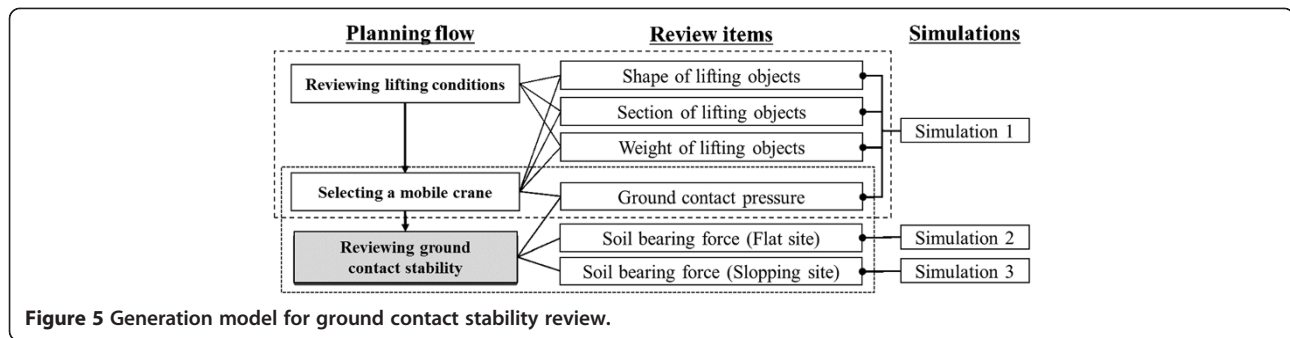 Planning flow Review items Simulations
Reviewing lifting conditions
Shape of lifting objects
Section of lifting objects
Weight of lifting objects
Simulation 1
Selecting a mobile crane
Ground contact pressure
Reviewing ground
contact stability
Soil bearing force (Flat site)
Simulation 2
Soil bearing force (Slopping site)
Simulation 3
Figure 5 Generation model for ground contact stability review.